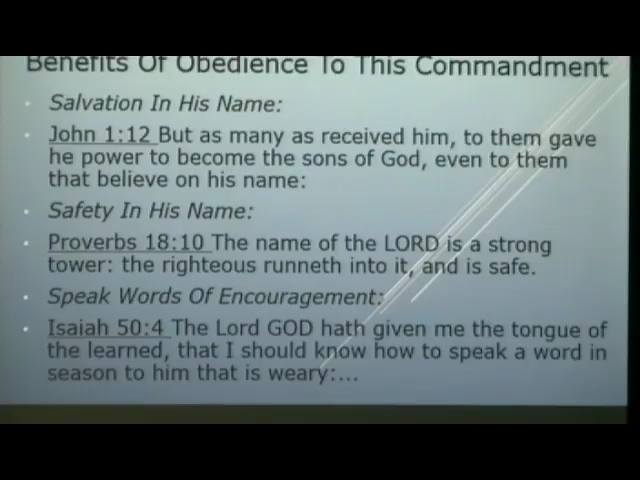 Benefits Of Obedience To This Commandment
Salvation In His Name:
John 1:12 But as many as received him, to them gave
he power to become the sons of God, even to them
that believe on his name:
Safety In His Name:
Proverbs 18:10 The name of the LORD is a strong
tower: the righteous runneth into it, and is safe.
Speak Words Of Encouragement:
Isaiah 50:4 The Lord GOD hath given me the tongue of
the learned, that I should know how to speak a word in
season to him that is weary:...